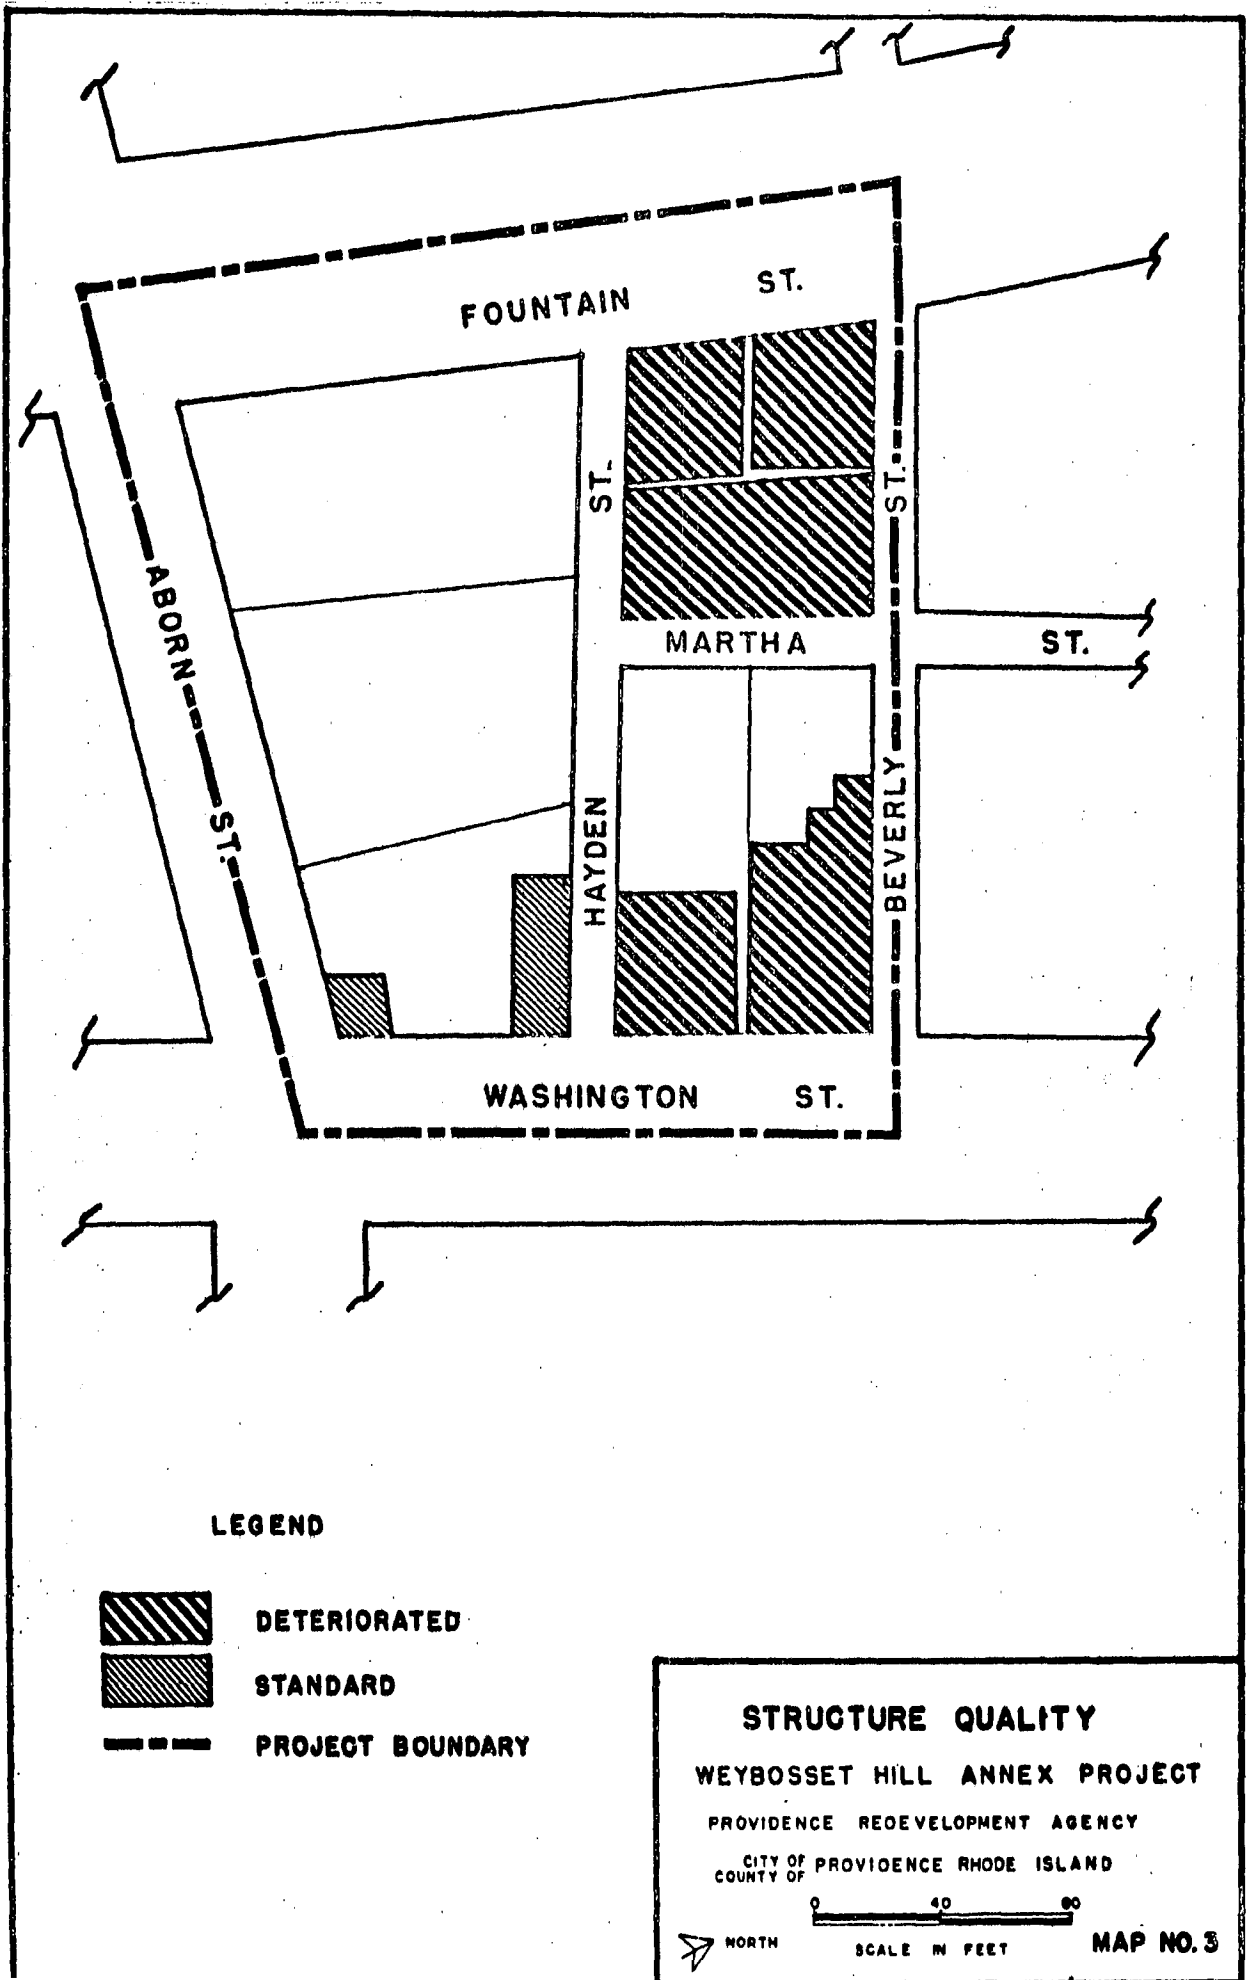 FOUNTAIN ST.
ST.
ST.
ABORN ST.
MARTHA ST.
HAYDEN
BEVERLY
WASHINGTON ST.
LEGEND
DETERIORATED
STANDARD
PROJECT BOUNDARY
STRUCTURE QUALITY
WEYBOSSET HILL ANNEX PROJECT
PROVIDENCE REDEVELOPMENT AGENCY
CITY OF
COUNTY OF PROVIDENCE RHODE ISLAND
0 40 80
NORTH
SCALE IN FEET
MAP NO. 3